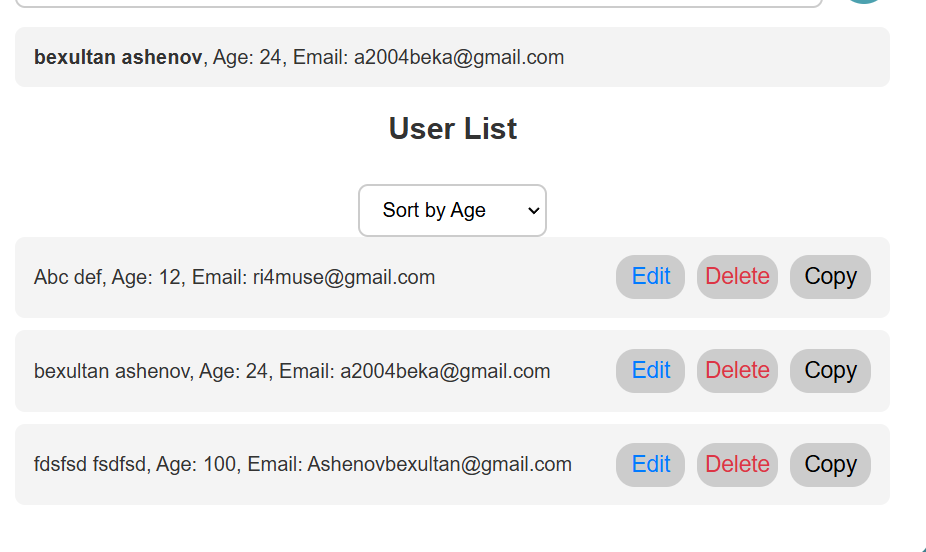 bexultan ashenov, Age: 24, Email: a2004beka@gmail.com
User List
Sort by Age
Abc def, Age: 12, Email: ri4muse@gmail.com Edit Delete Copy
bexultan ashenov, Age: 24, Email: a2004beka@gmail.com Edit Delete Copy
fdsfsd fsdfsd, Age: 100, Email: Ashenovbexultan@gmail.com Edit Delete Copy